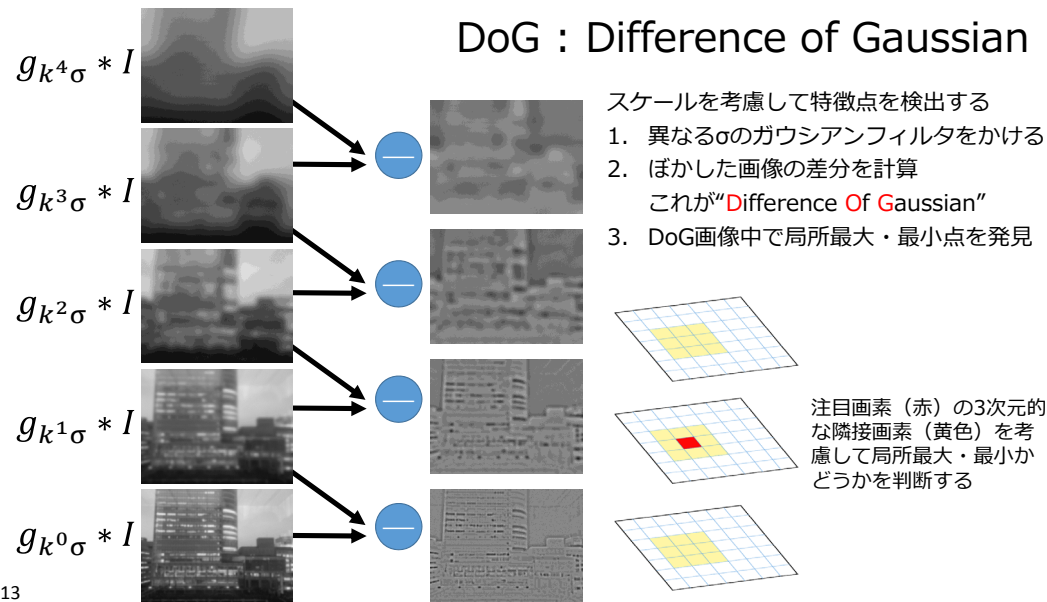 DoG : Difference of Gaussian
スケールを考慮して特徴点を検出する
1. 異なるσのガウシアンフィルタをかける
2. ぼかした画像の差分を計算
これが“Difference Of Gaussian”
3. DoG画像中で局所最大・最小点を発見
g_{k^4σ} * I
g_{k^3σ} * I
g_{k^2σ} * I
g_{k^1σ} * I
g_{k^0σ} * I
注目画素（赤）の3次元的
な隣接画素（黄色）を考
慮して局所最大・最小か
どうかを判断する
13